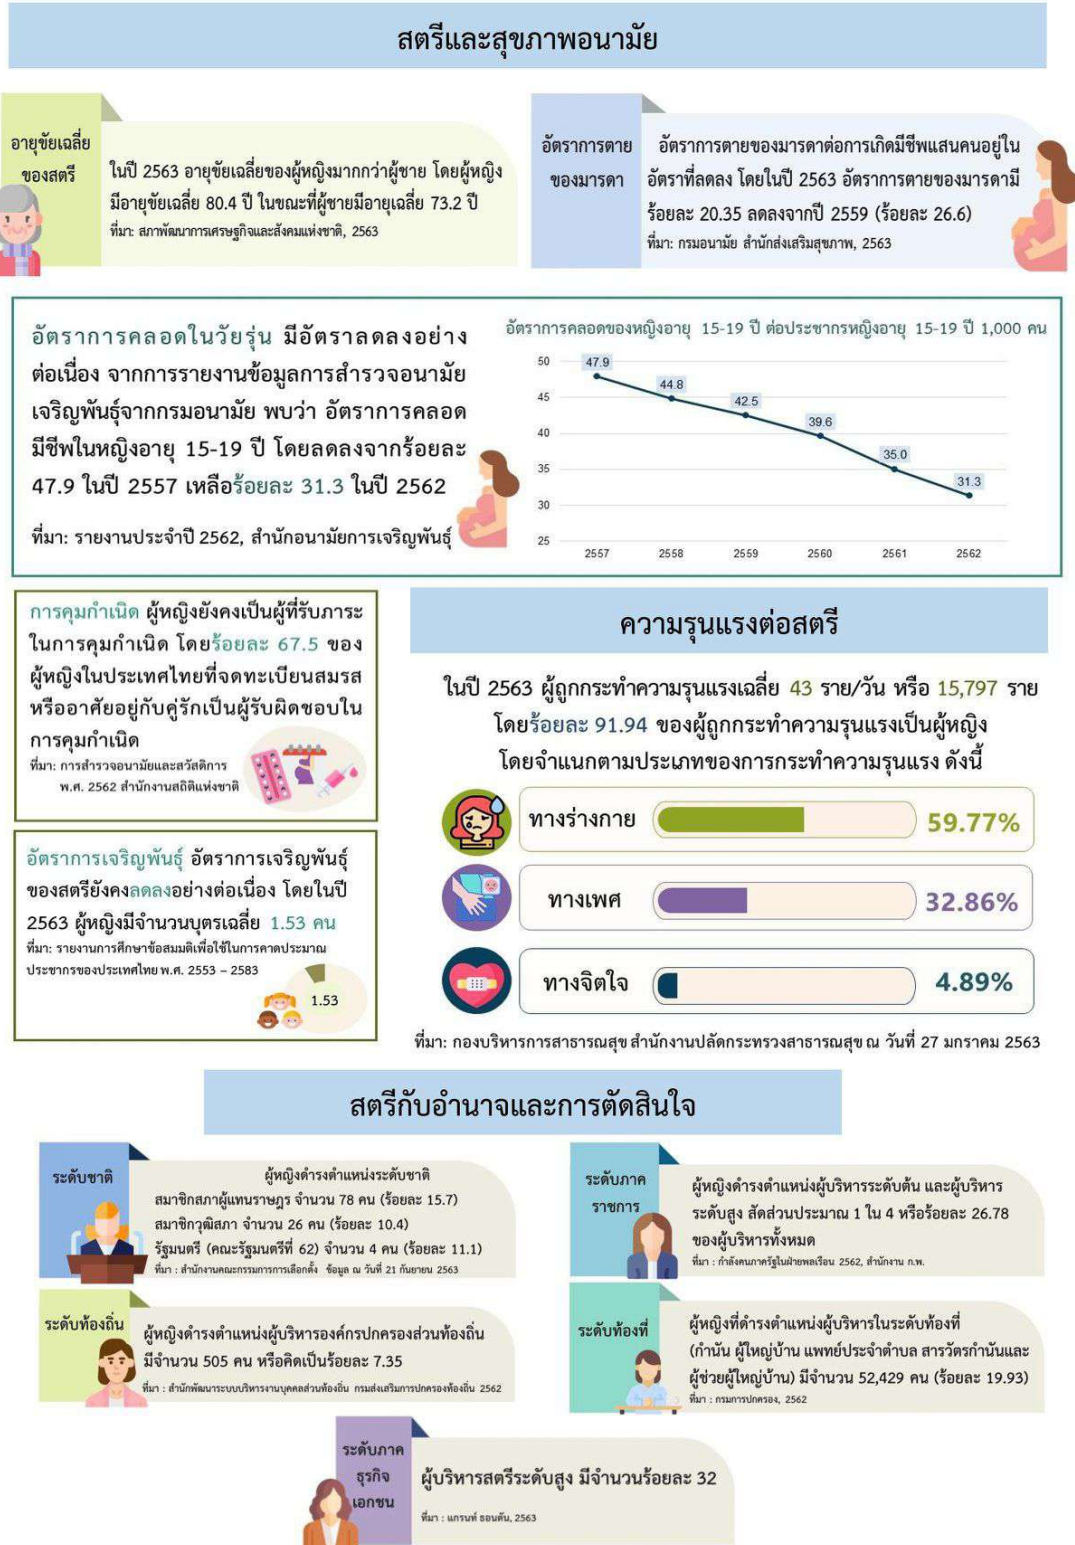 สตรีและสุขภาพอนามัย
อายุขัยเฉลี่ย
ของสตรี
ในปี 2563 อายุขัยเฉลี่ยของผู้หญิงมากกว่าผู้ชาย โดยผู้หญิง
มีอายุขัยเฉลี่ย 80.4 ปี ในขณะที่ผู้ชายมีอายุเฉลี่ย 73.2 ปี
ที่มา: สภาพัฒนาการเศรษฐกิจและสังคมแห่งชาติ, 2563
อัตราการตาย
ของมารดา
อัตราการตายของมารดาต่อการเกิดมีชีพแสนคนอยู่ใน
อัตราที่ลดลง โดยในปี 2563 อัตราการตายของมารดามี
ร้อยละ 20.35 ลดลงจากปี 2559 (ร้อยละ 26.6)
ที่มา: กรมอนามัย สำนักส่งเสริมสุขภาพ, 2563
อัตราการคลอดในวัยรุ่น มีอัตราลดลงอย่าง
ต่อเนื่อง จากการรายงานข้อมูลการสำรวจอนามัย
เจริญพันธุ์จากกรมอนามัย พบว่า อัตราการคลอด
มีชีพในหญิงอายุ 15-19 ปี โดยลดลงจากร้อยละ
47.9 ในปี 2557 เหลือร้อยละ 31.3 ในปี 2562
ที่มา: รายงานประจำปี 2562, สำนักอนามัยการเจริญพันธุ์
อัตราการคลอดของหญิงอายุ 15-19 ปี ต่อประชากรหญิงอายุ 15-19 ปี 1,000 คน
50
45
40
35
30
25
47.9
44.8
42.5
39.6
35.0
31.3
2557 2558 2559 2560 2561 2562
การคุมกำเนิด ผู้หญิงยังคงเป็นผู้ที่รับภาระ
ในการคุมกำเนิด โดยร้อยละ 67.5 ของ
ผู้หญิงในประเทศไทยที่จดทะเบียนสมรส
หรืออาศัยอยู่กับคู่รักเป็นผู้รับผิดชอบใน
การคุมกำเนิด
ที่มา: การสำรวจอนามัยและสวัสดิการ
พ.ศ. 2562 สำนักงานสถิติแห่งชาติ
อัตราการเจริญพันธุ์ อัตราการเจริญพันธุ์
ของสตรียังคงลดลงอย่างต่อเนื่อง โดยในปี
2563 ผู้หญิงมีจำนวนบุตรเฉลี่ย 1.53 คน
ที่มา: รายงานการศึกษาข้อสมมติเพื่อใช้ในการคาดประมาณ
ประชากรของประเทศไทย พ.ศ. 2553 – 2583
1.53
ความรุนแรงต่อสตรี
ในปี 2563 ผู้ถูกกระทำความรุนแรงเฉลี่ย 43 ราย/วัน หรือ 15,797 ราย
โดยร้อยละ 91.94 ของผู้ถูกกระทำความรุนแรงเป็นผู้หญิง
โดยจำแนกตามประเภทของการกระทำความรุนแรง ดังนี้
ทางร่างกาย 59.77%
ทางเพศ 32.86%
ทางจิตใจ 4.89%
ที่มา: กองบริหารการสาธารณสุข สำนักงานปลัดกระทรวงสาธารณสุข ณ วันที่ 27 มกราคม 2563
สตรีกับอำนาจและการตัดสินใจ
ระดับชาติ
ผู้หญิงดำรงตำแหน่งระดับชาติ
สมาชิกสภาผู้แทนราษฎร จำนวน 78 คน (ร้อยละ 15.7)
สมาชิกวุฒิสภา จำนวน 26 คน (ร้อยละ 10.4)
รัฐมนตรี (คณะรัฐมนตรีที่ 62) จำนวน 4 คน (ร้อยละ 11.1)
ที่มา : สำนักงานคณะกรรมการการเลือกตั้ง ข้อมูล ณ วันที่ 21 กันยายน 2563
ระดับภาค
ราชการ
ผู้หญิงดำรงตำแหน่งผู้บริหารระดับต้น และผู้บริหาร
ระดับสูง สัดส่วนประมาณ 1 ใน 4 หรือร้อยละ 26.78
ของผู้บริหารทั้งหมด
ที่มา : กำลังคนภาครัฐในฝ่ายพลเรือน 2562, สำนักงาน ก.พ.
ระดับท้องถิ่น
ผู้หญิงดำรงตำแหน่งผู้บริหารองค์กรปกครองส่วนท้องถิ่น
มีจำนวน 505 คน หรือคิดเป็นร้อยละ 7.35
ที่มา : สำนักพัฒนาระบบบริหารงานบุคคลส่วนท้องถิ่น กรมส่งเสริมการปกครองท้องถิ่น 2562
ระดับท้องที่
ผู้หญิงที่ดำรงตำแหน่งผู้บริหารในระดับท้องที่
(กำนัน ผู้ใหญ่บ้าน แพทย์ประจำตำบล สารวัตรกำนันและ
ผู้ช่วยผู้ใหญ่บ้าน) มีจำนวน 52,429 คน (ร้อยละ 19.93)
ที่มา : กรมการปกครอง, 2562
ระดับภาค
ธุรกิจ
เอกชน
ผู้บริหารสตรีระดับสูง มีจำนวนร้อยละ 32
ที่มา : แกรนท์ ธอนตัน, 2563